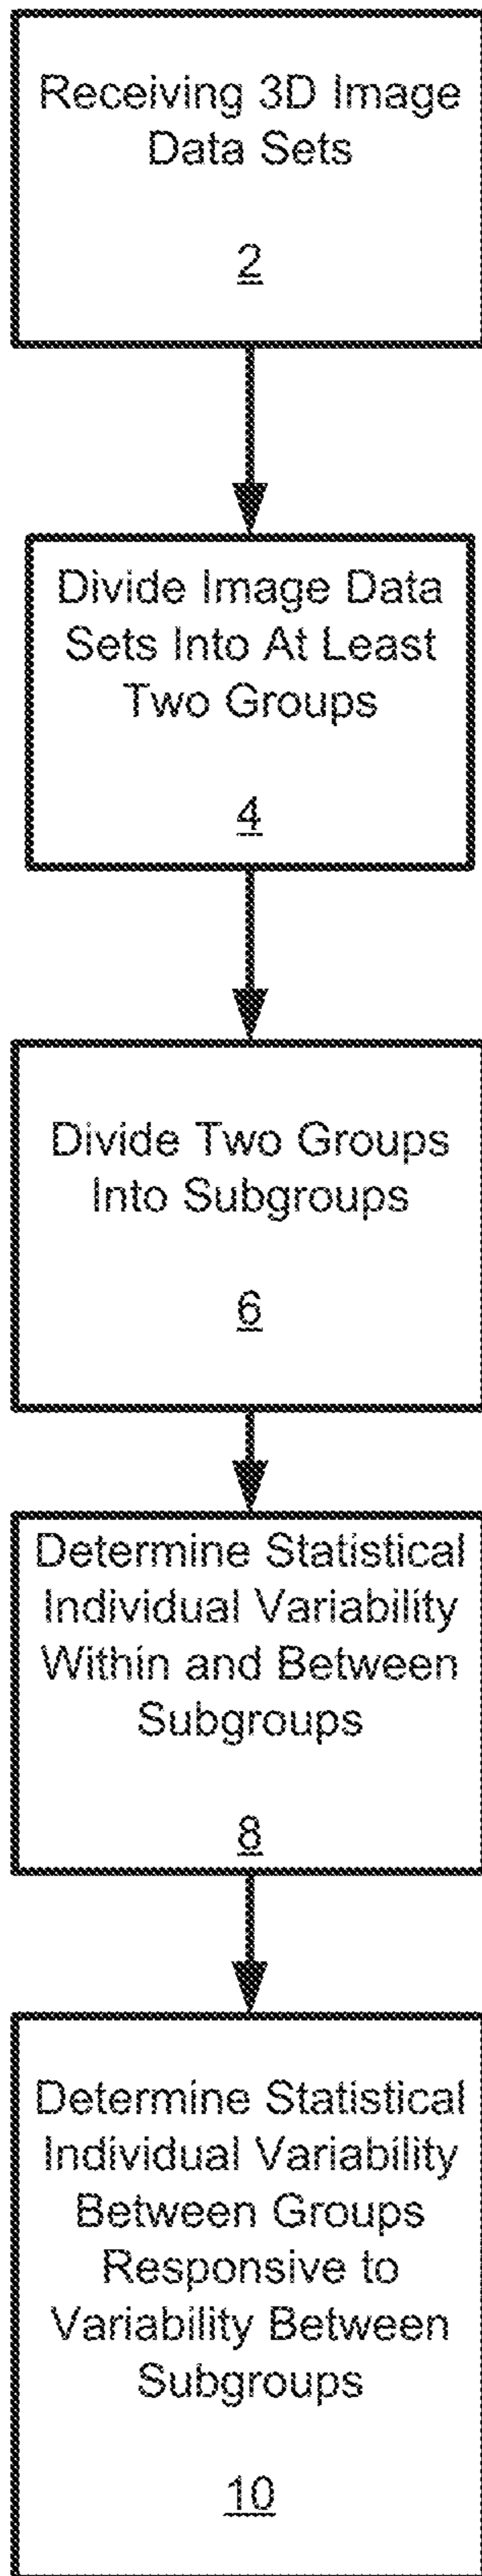 Receiving 3D Image
Data Sets
2
Divide Image Data
Sets Into At Least
Two Groups
4
Divide Two Groups
Into Subgroups
6
Determine Statistical
Individual Variability
Within and Between
Subgroups
8
Determine Statistical
Individual Variability
Between Groups
Responsive to
Variability Between
Subgroups
10